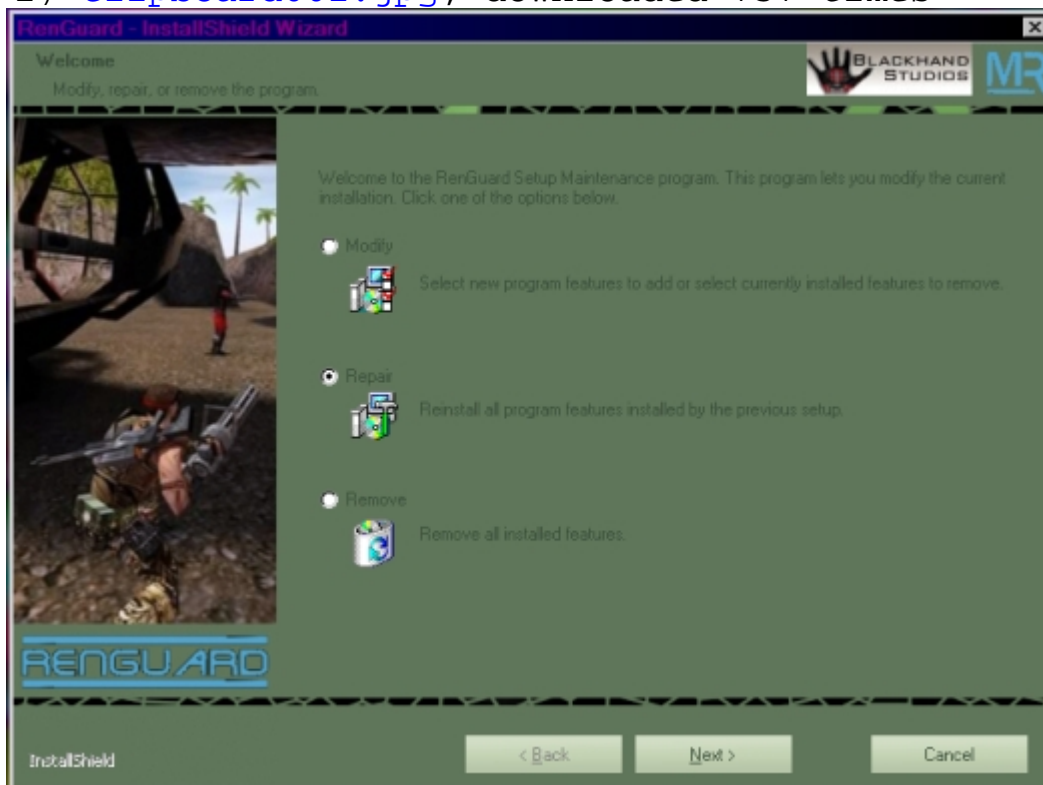 RenGuard - InstallShield Wizard
Welcome
Modify, repair, or remove the program.
BLACKHAND
STUDIOS
Welcome to the RenGuard Setup Maintenance program. This program lets you modify the current
installation. Click one of the options below.
Modify
Select new program features to add or select currently installed features to remove.
Repair
Reinstall all program features installed by the previous setup.
Remove
Remove all installed features.
RENGUARD
InstallShield
< Back
Next >
Cancel